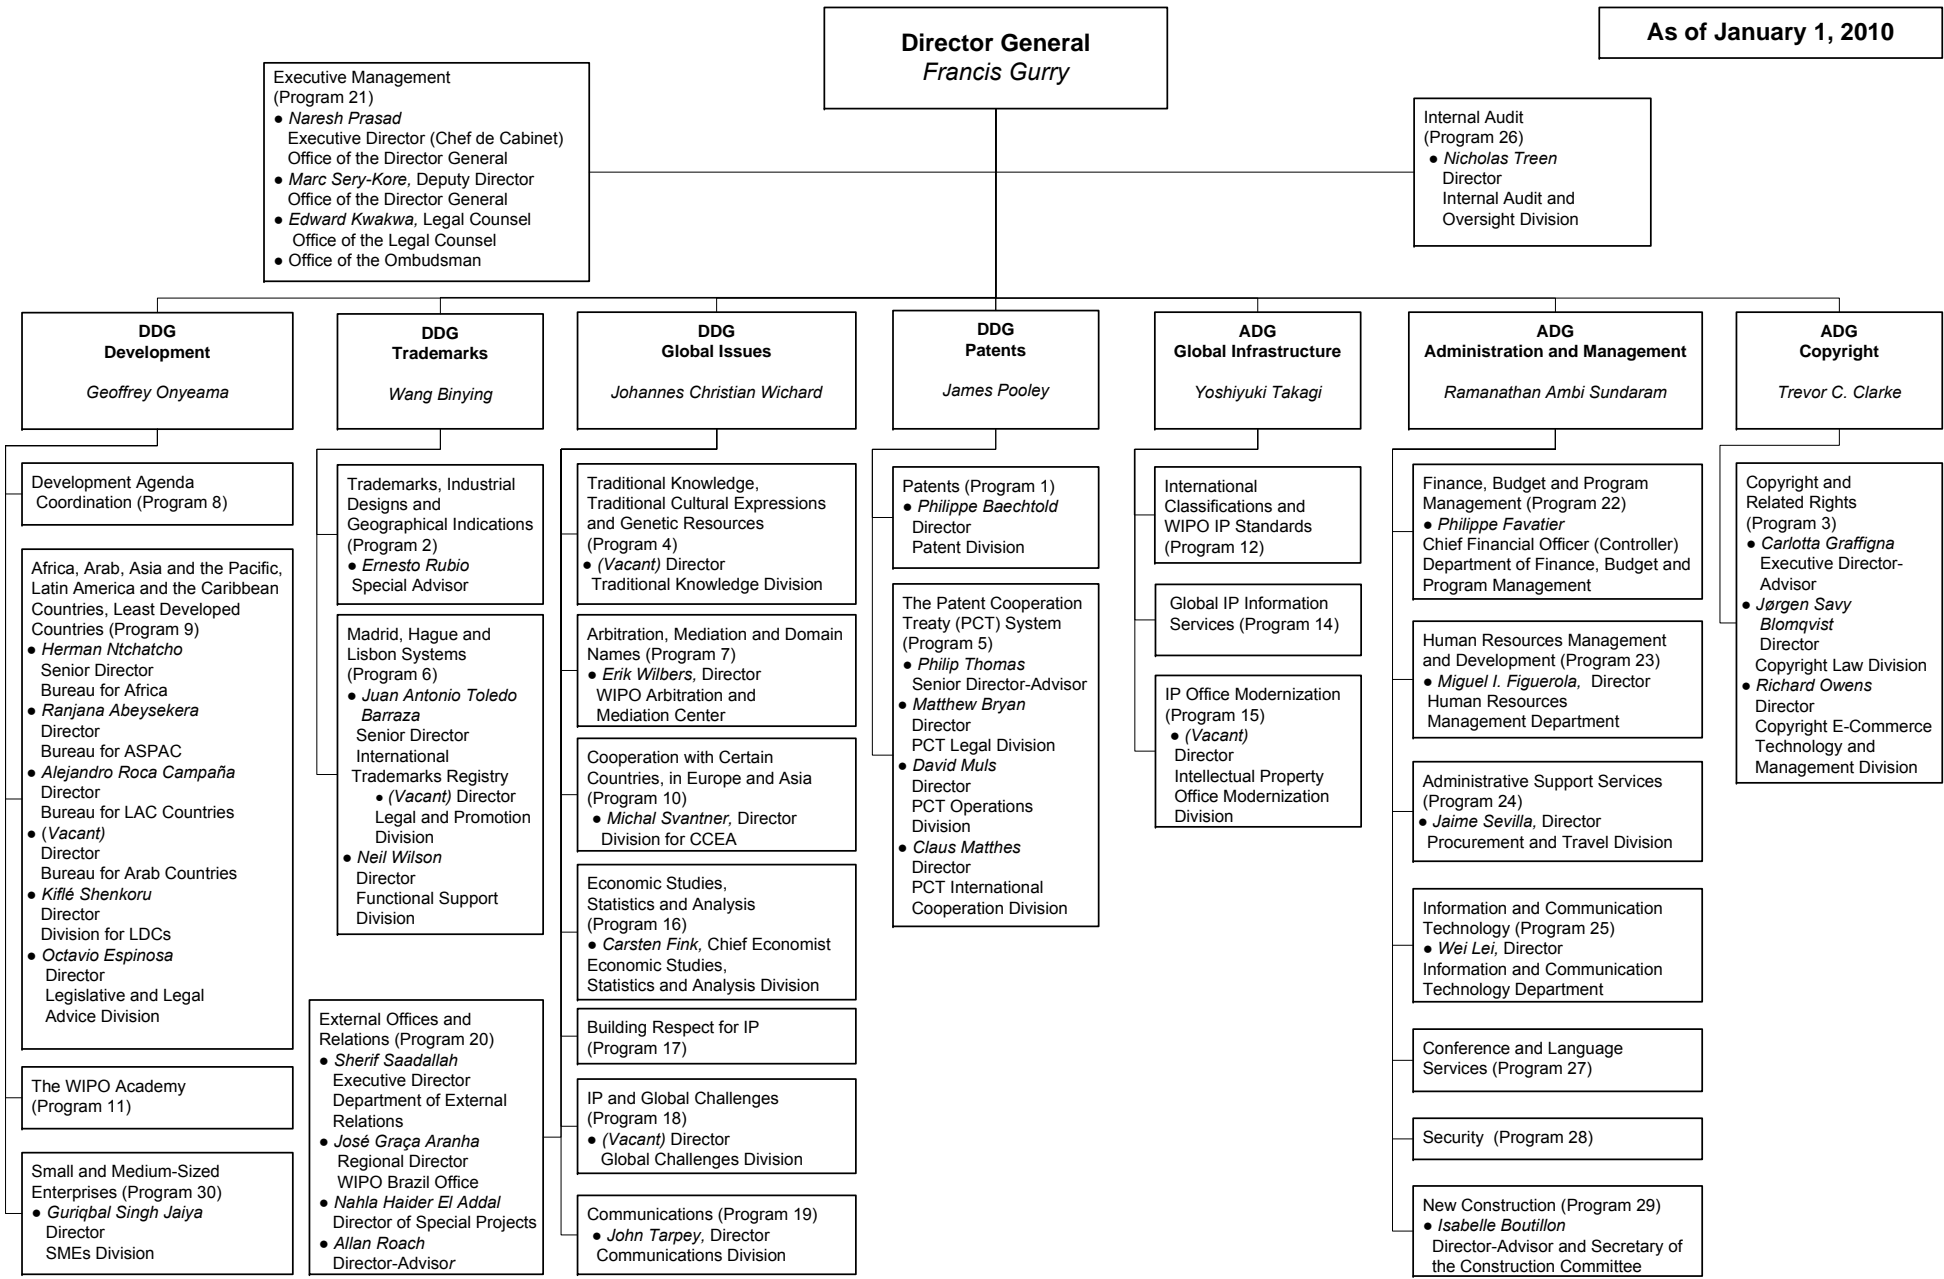 Director General
Francis Gurry
As of January 1, 2010
Executive Management
(Program 21)
● Naresh Prasad
Executive Director (Chef de Cabinet)
Office of the Director General
● Marc Sery-Kore, Deputy Director
Office of the Director General
● Edward Kwakwa, Legal Counsel
Office of the Legal Counsel
● Office of the Ombudsman
Internal Audit
(Program 26)
● Nicholas Treen
Director
Internal Audit and
Oversight Division
DDG
Development
Geoffrey Onyeama
Development Agenda
Coordination (Program 8)
Africa, Arab, Asia and the Pacific,
Latin America and the Caribbean
Countries, Least Developed
Countries (Program 9)
● Herman Ntchatcho
Senior Director
Bureau for Africa
● Ranjana Abeysekera
Director
Bureau for ASPAC
● Alejandro Roca Campaña
Director
Bureau for LAC Countries
● (Vacant)
Director
Bureau for Arab Countries
● Kiflé Shenkoru
Director
Division for LDCs
● Octavio Espinosa
Director
Legislative and Legal
Advice Division
The WIPO Academy
(Program 11)
Small and Medium-Sized
Enterprises (Program 30)
● Guriqbal Singh Jaiya
Director
SMEs Division
DDG
Trademarks
Wang Binying
Trademarks, Industrial
Designs and
Geographical Indications
(Program 2)
● Ernesto Rubio
Special Advisor
Madrid, Hague and
Lisbon Systems
(Program 6)
● Juan Antonio Toledo
Barraza
Senior Director
International
Trademarks Registry
● (Vacant) Director
Legal and Promotion
Division
● Neil Wilson
Director
Functional Support
Division
External Offices and
Relations (Program 20)
● Sherif Saadallah
Executive Director
Department of External
Relations
● José Graça Aranha
Regional Director
WIPO Brazil Office
● Nahla Haider El Addal
Director of Special Projects
● Allan Roach
Director-Advisor
DDG
Global Issues
Johannes Christian Wichard
Traditional Knowledge,
Traditional Cultural Expressions
and Genetic Resources
(Program 4)
● (Vacant) Director
Traditional Knowledge Division
Arbitration, Mediation and Domain
Names (Program 7)
● Erik Wilbers, Director
WIPO Arbitration and
Mediation Center
Cooperation with Certain
Countries, in Europe and Asia
(Program 10)
● Michal Svantner, Director
Division for CCEA
Economic Studies,
Statistics and Analysis
(Program 16)
● Carsten Fink, Chief Economist
Economic Studies,
Statistics and Analysis Division
Building Respect for IP
(Program 17)
IP and Global Challenges
(Program 18)
● (Vacant) Director
Global Challenges Division
Communications (Program 19)
● John Tarpey, Director
Communications Division
DDG
Patents
James Pooley
Patents (Program 1)
● Philippe Baechtold
Director
Patent Division
The Patent Cooperation
Treaty (PCT) System
(Program 5)
● Philip Thomas
Senior Director-Advisor
● Matthew Bryan
Director
PCT Legal Division
● David Muls
Director
PCT Operations
Division
● Claus Matthes
Director
PCT International
Cooperation Division
ADG
Global Infrastructure
Yoshiyuki Takagi
International
Classifications and
WIPO IP Standards
(Program 12)
Global IP Information
Services (Program 14)
IP Office Modernization
(Program 15)
● (Vacant)
Director
Intellectual Property
Office Modernization
Division
ADG
Administration and Management
Ramanathan Ambi Sundaram
Finance, Budget and Program
Management (Program 22)
● Philippe Favatier
Chief Financial Officer (Controller)
Department of Finance, Budget and
Program Management
Human Resources Management
and Development (Program 23)
● Miguel I. Figuerola, Director
Human Resources
Management Department
Administrative Support Services
(Program 24)
● Jaime Sevilla, Director
Procurement and Travel Division
Information and Communication
Technology (Program 25)
● Wei Lei, Director
Information and Communication
Technology Department
Conference and Language
Services (Program 27)
Security (Program 28)
New Construction (Program 29)
● Isabelle Boutillon
Director-Advisor and Secretary of
the Construction Committee
ADG
Copyright
Trevor C. Clarke
Copyright and
Related Rights
(Program 3)
● Carlotta Graffigna
Executive Director-
Advisor
● Jørgen Savy
Blomqvist
Director
Copyright Law Division
● Richard Owens
Director
Copyright E-Commerce
Technology and
Management Division